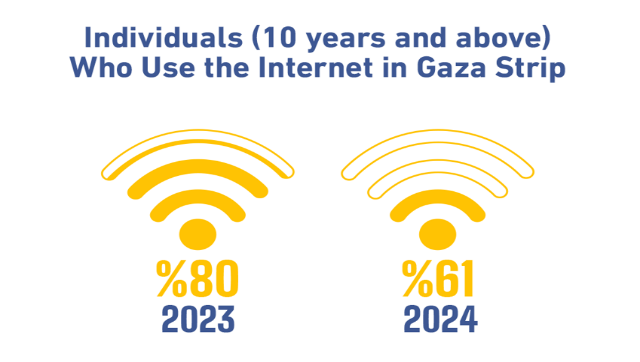 Individuals (10 years and above)
Who Use the Internet in Gaza Strip
%80 %61
2023 2024